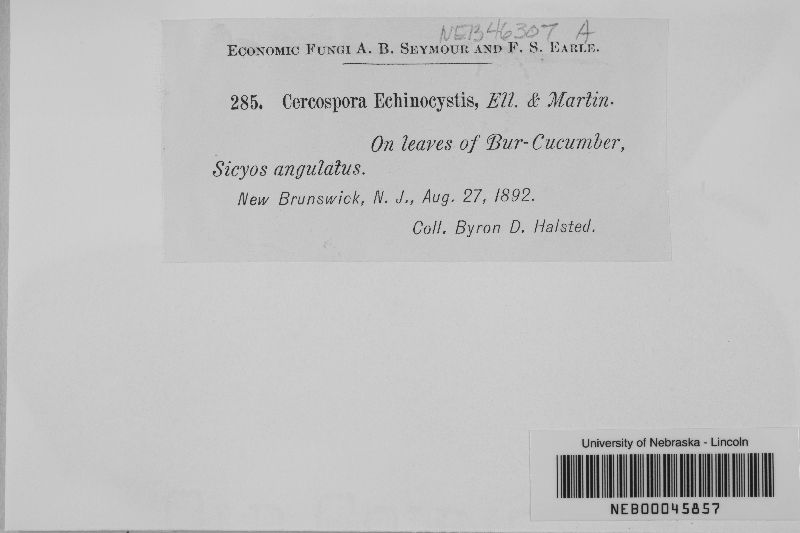 NEB46307 A
Economic Fungi A. B. Seymour and F. S. Earle.
285. Cercospora Echinocystis, Ell. & Martin.
On leaves of Bur-Cucumber,
Sicyos angulatus.
New Brunswick, N. J., Aug. 27, 1892.
Coll. Byron D. Halsted.
University of Nebraska - Lincoln
NEB00045857